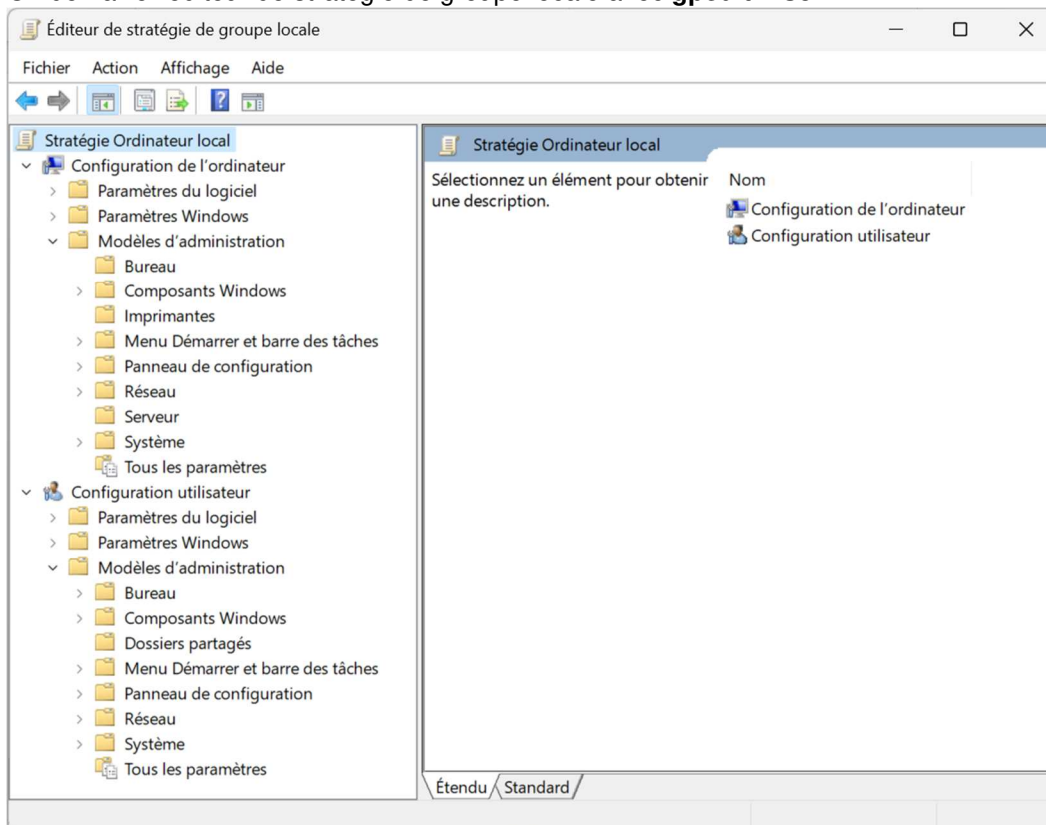 Éditeur de stratégie de groupe locale
Fichier Action Affichage Aide
Stratégie Ordinateur local
Configuration de l'ordinateur
Paramètres du logiciel
Paramètres Windows
Modèles d'administration
Bureau
Composants Windows
Imprimantes
Menu Démarrer et barre des tâches
Panneau de configuration
Réseau
Serveur
Système
Tous les paramètres
Configuration utilisateur
Paramètres du logiciel
Paramètres Windows
Modèles d'administration
Bureau
Composants Windows
Dossiers partagés
Menu Démarrer et barre des tâches
Panneau de configuration
Réseau
Système
Tous les paramètres
Stratégie Ordinateur local
Sélectionnez un élément pour obtenir
une description.
Nom
Configuration de l'ordinateur
Configuration utilisateur
Étendu Standard